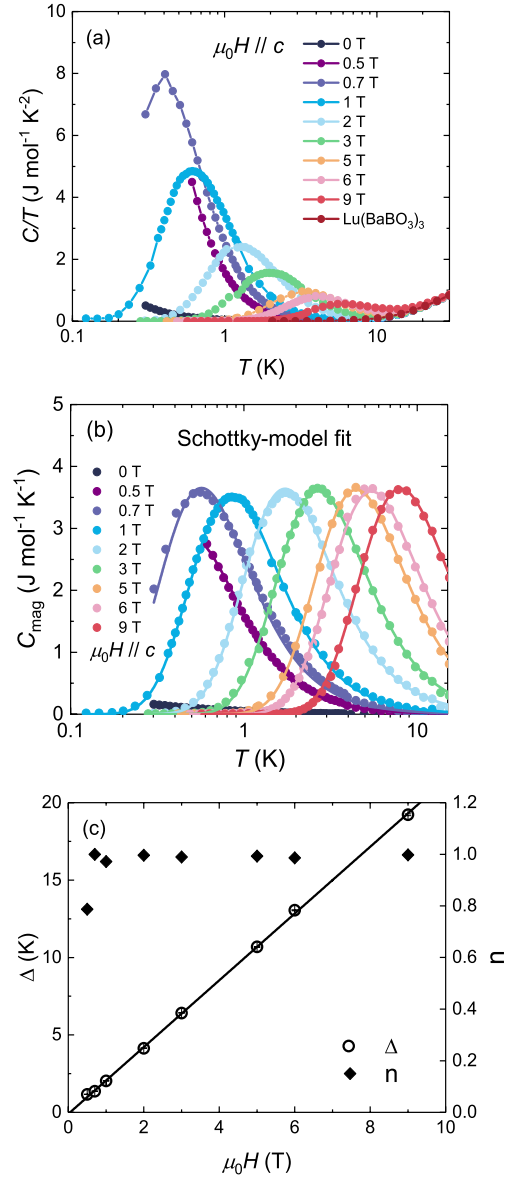 (a)
μ₀H // c
0 T
0.5 T
0.7 T
1 T
2 T
3 T
5 T
6 T
9 T
Lu(BaBO₃)₃
C/T (J mol⁻¹ K⁻²)
10
8
6
4
2
0
0.1
1
10
T (K)
(b)
Schottky-model fit
0 T
0.5 T
0.7 T
1 T
2 T
3 T
5 T
6 T
9 T
μ₀H // c
C_mag (J mol⁻¹ K⁻¹)
5
4
3
2
1
0
0.1
1
10
T (K)
(c)
Δ (K)
20
15
10
5
0
n
1.2
1.0
0.8
0.6
0.4
0.2
0.0
Δ
n
0
2
4
6
8
10
μ₀H (T)